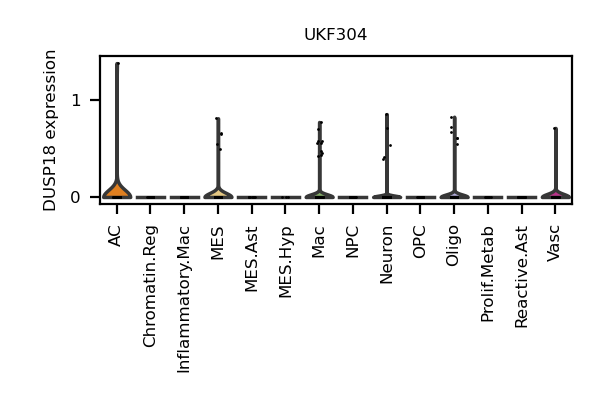 UKF304
DUSP18 expression
1
0
AC
Chromatin.Reg
Inflammatory.Mac
MES
MES.Ast
MES.Hyp
Mac
NPC
Neuron
OPC
Oligo
Prolif.Metab
Reactive.Ast
Vasc